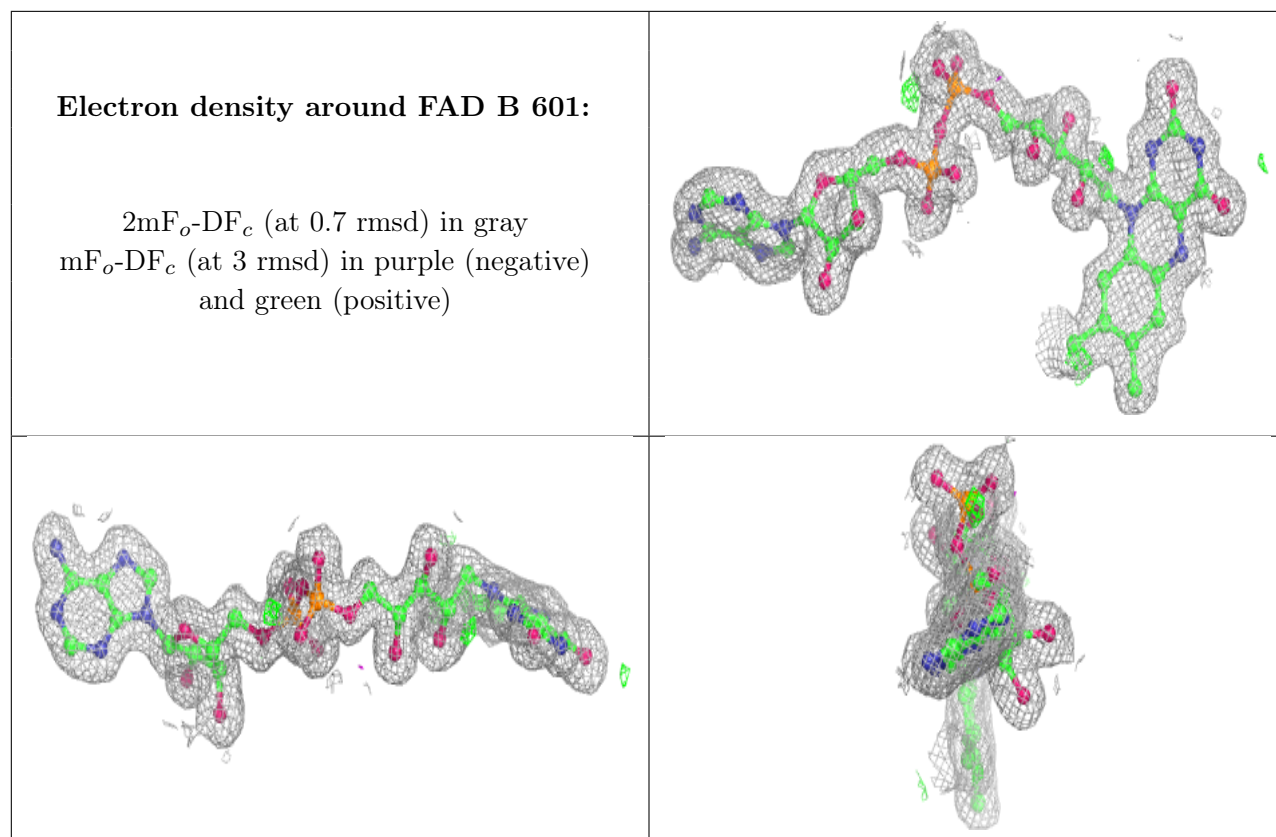 Electron density around FAD B 601:
2mFo-DFc (at 0.7 rmsd) in gray
mFo-DFc (at 3 rmsd) in purple (negative)
and green (positive)